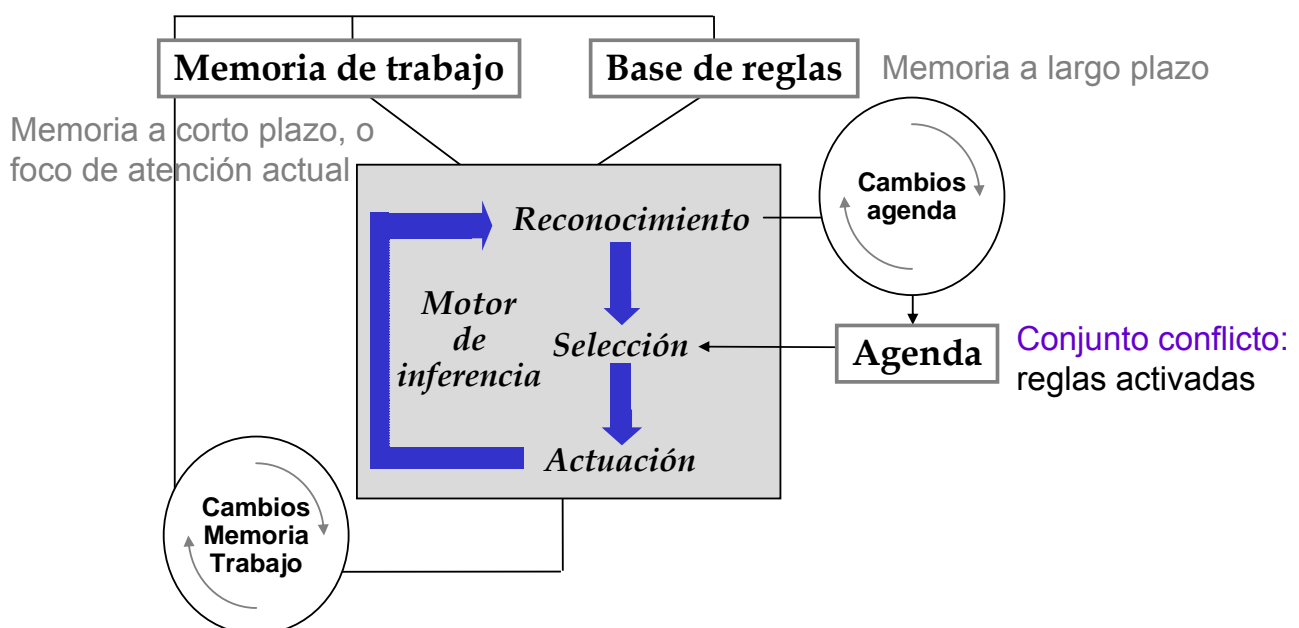 Memoria de trabajo
Base de reglas
Memoria a largo plazo
Memoria a corto plazo, o
foco de atención actual
Cambios
agenda
Reconocimiento
Motor
de
inferencia
Selección
Agenda
Conjunto conflicto:
reglas activadas
Actuación
Cambios
Memoria
Trabajo